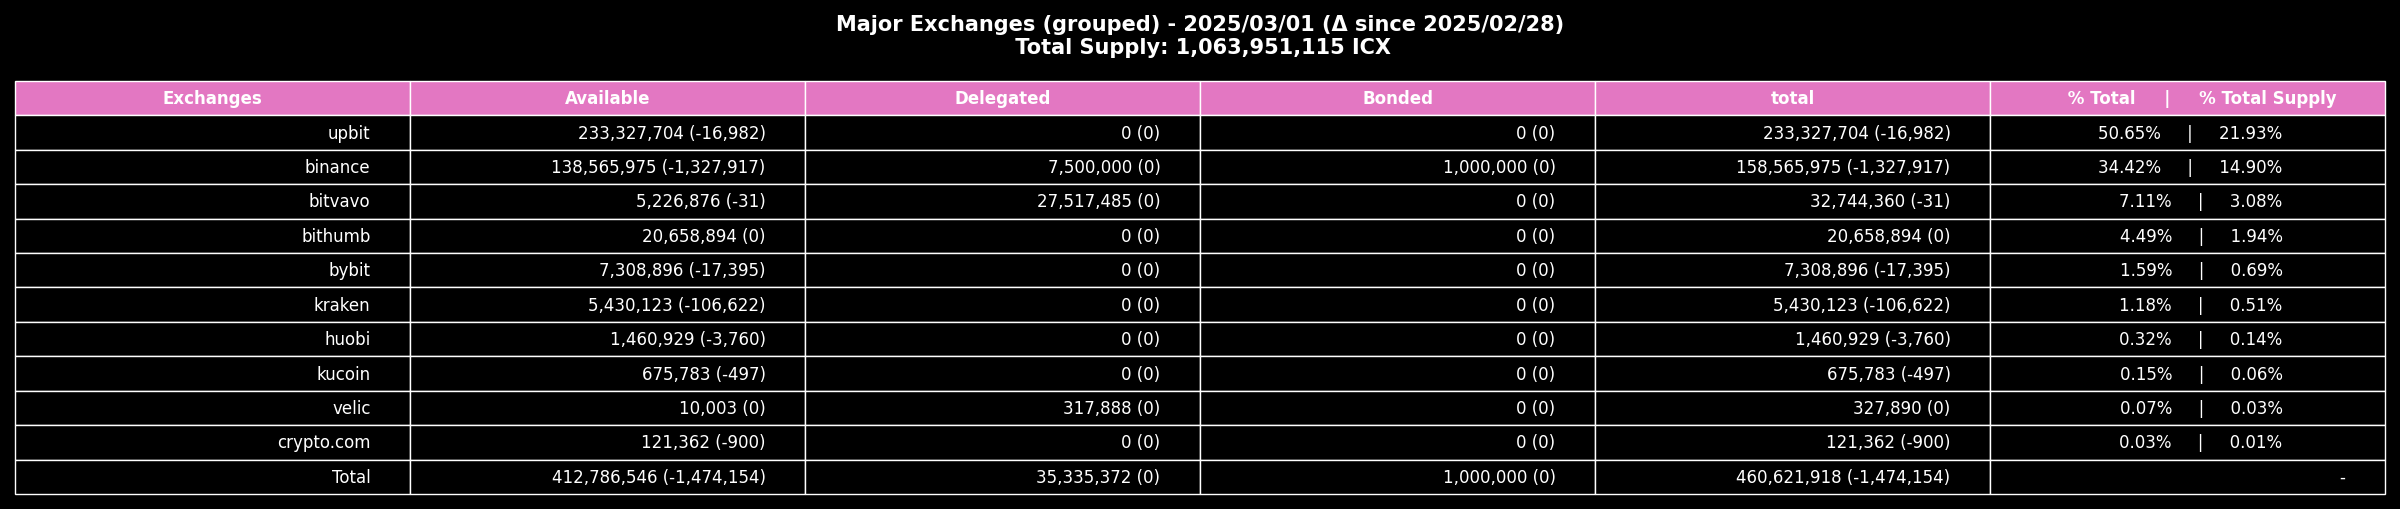 Major Exchanges (grouped) - 2025/03/01 (Δ since 2025/02/28)
Total Supply: 1,063,951,115 ICX
Exchanges Available Delegated Bonded total % Total | % Total Supply
upbit 233,327,704 (-16,982) 0 (0) 0 (0) 233,327,704 (-16,982) 50.65% | 21.93%
binance 138,565,975 (-1,327,917) 7,500,000 (0) 1,000,000 (0) 158,565,975 (-1,327,917) 34.42% | 14.90%
bitvavo 5,226,876 (-31) 27,517,485 (0) 0 (0) 32,744,360 (-31) 7.11% | 3.08%
bithumb 20,658,894 (0) 0 (0) 0 (0) 20,658,894 (0) 4.49% | 1.94%
bybit 7,308,896 (-17,395) 0 (0) 0 (0) 7,308,896 (-17,395) 1.59% | 0.69%
kraken 5,430,123 (-106,622) 0 (0) 0 (0) 5,430,123 (-106,622) 1.18% | 0.51%
huobi 1,460,929 (-3,760) 0 (0) 0 (0) 1,460,929 (-3,760) 0.32% | 0.14%
kucoin 675,783 (-497) 0 (0) 0 (0) 675,783 (-497) 0.15% | 0.06%
velic 10,003 (0) 317,888 (0) 0 (0) 327,890 (0) 0.07% | 0.03%
crypto.com 121,362 (-900) 0 (0) 0 (0) 121,362 (-900) 0.03% | 0.01%
Total 412,786,546 (-1,474,154) 35,335,372 (0) 1,000,000 (0) 460,621,918 (-1,474,154) -